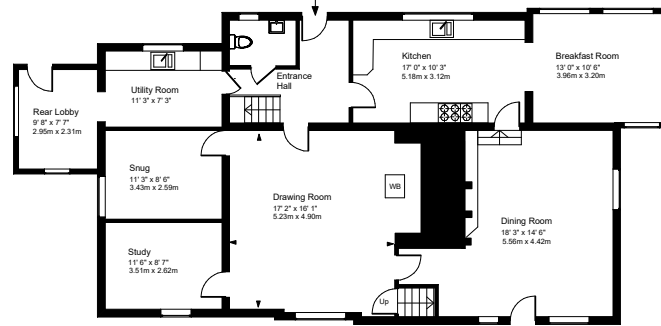 Kitchen
17' 0" x 10' 3"
5.18m x 3.12m
Breakfast Room
13' 0" x 10' 6"
3.96m x 3.20m
Entrance
Hall
Utility Room
11' 3" x 7' 3"
Rear Lobby
9' 8" x 7' 7"
2.95m x 2.31m
Snug
11' 3" x 8' 6"
3.43m x 2.59m
Drawing Room
17' 2" x 16' 1"
5.23m x 4.90m
WB
Dining Room
18' 3" x 14' 6"
5.56m x 4.42m
Study
11' 6" x 8' 7"
3.51m x 2.62m
Up